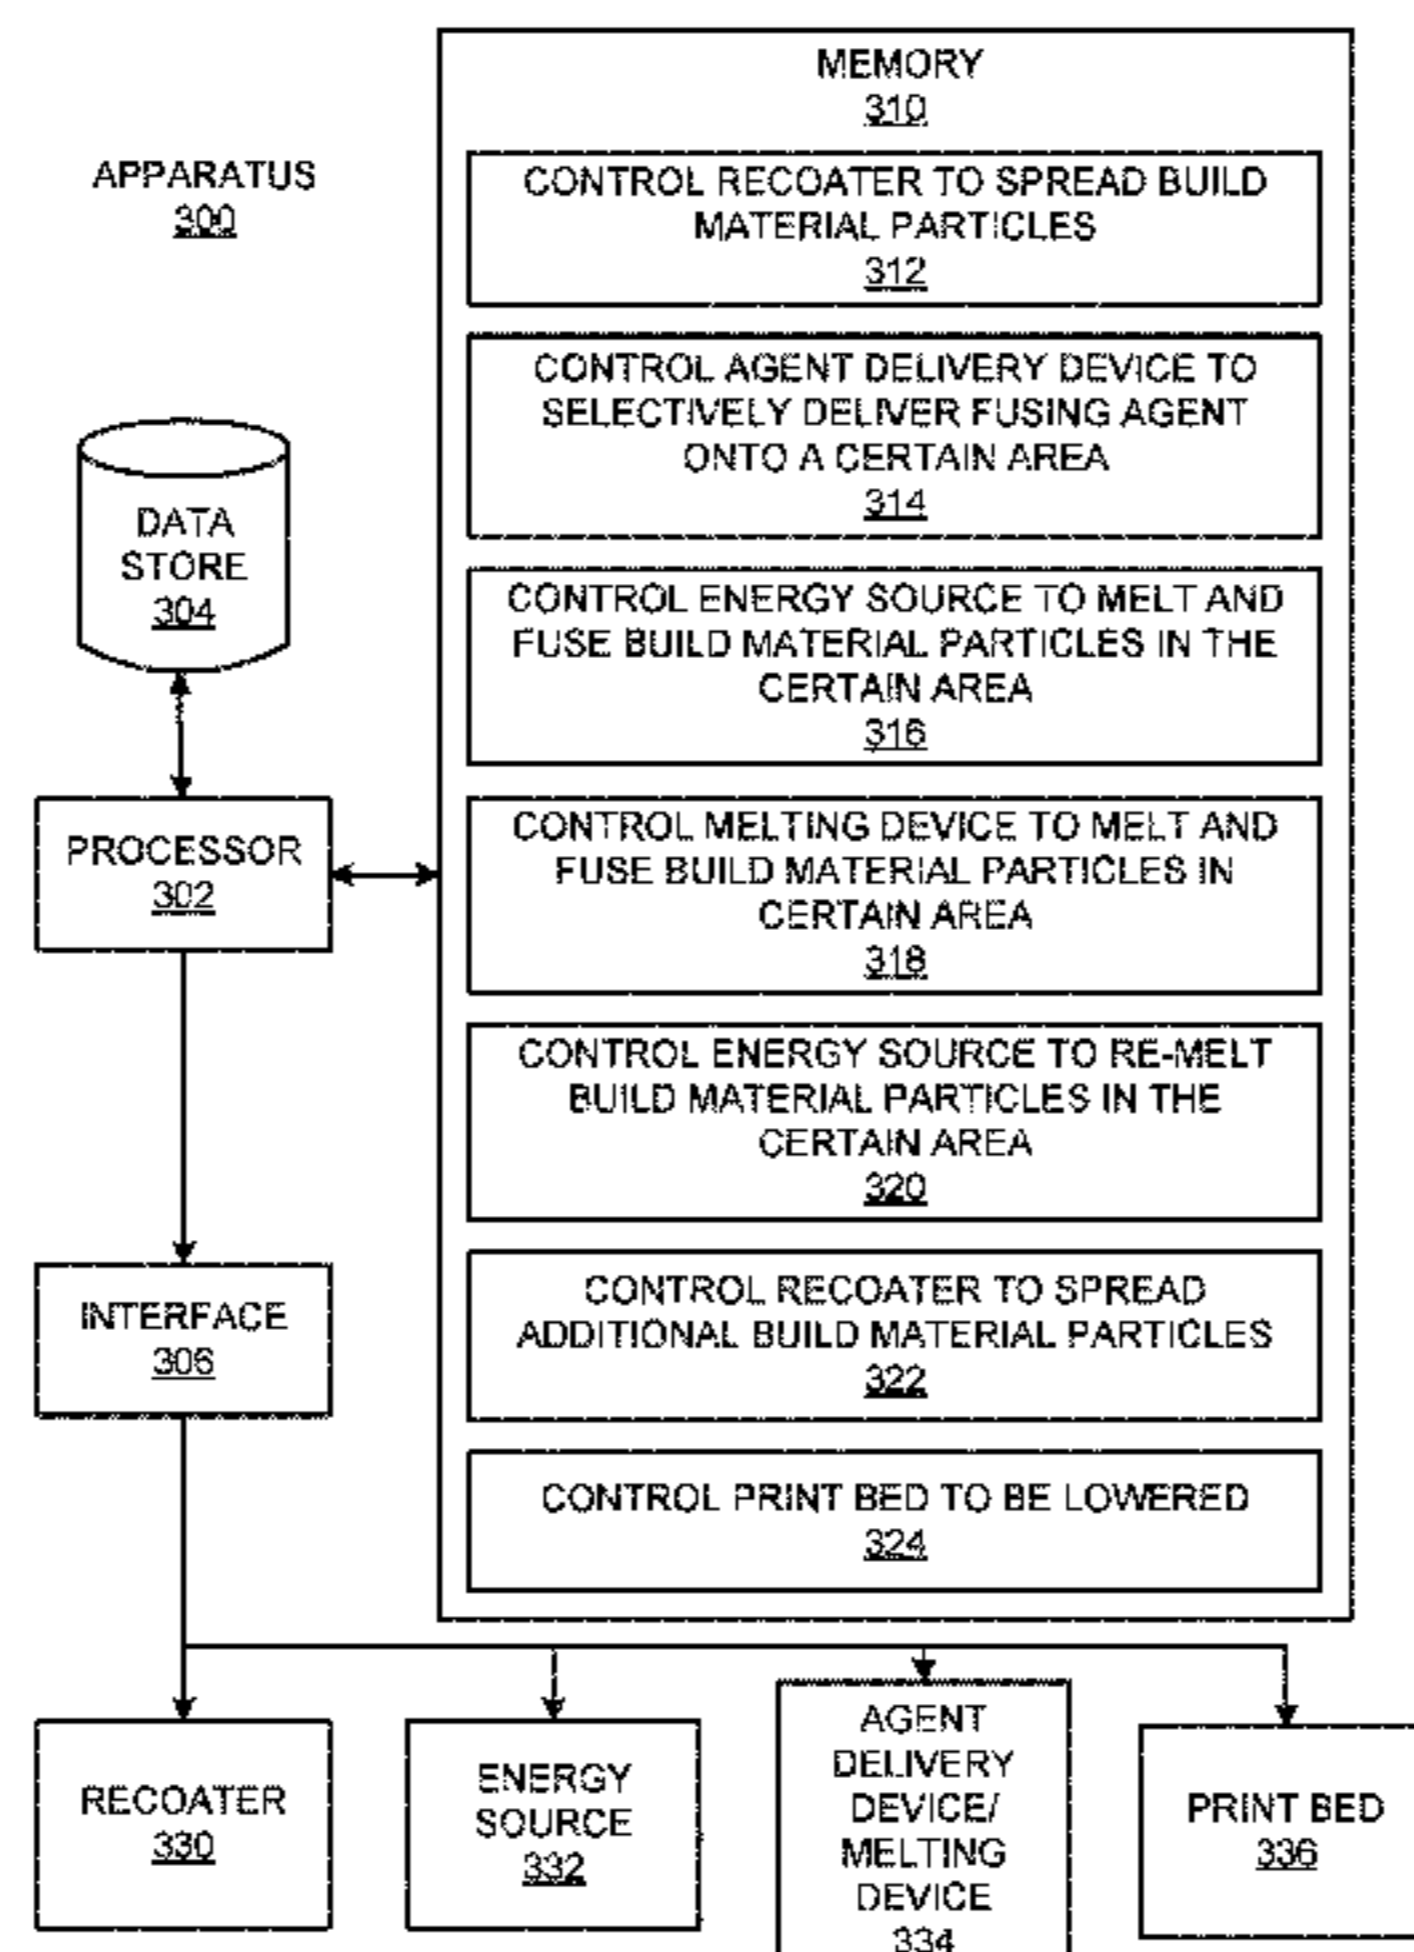 MEMORY
310
APPARATUS
300
CONTROL RECOATER TO SPREAD BUILD
MATERIAL PARTICLES
312
CONTROL AGENT DELIVERY DEVICE TO
SELECTIVELY DELIVER FUSING AGENT
ONTO A CERTAIN AREA
314
DATA
STORE
304
CONTROL ENERGY SOURCE TO MELT AND
FUSE BUILD MATERIAL PARTICLES IN THE
CERTAIN AREA
316
PROCESSOR
302
CONTROL MELTING DEVICE TO MELT AND
FUSE BUILD MATERIAL PARTICLES IN
CERTAIN AREA
318
CONTROL ENERGY SOURCE TO RE-MELT
BUILD MATERIAL PARTICLES IN THE
CERTAIN AREA
320
INTERFACE
306
CONTROL RECOATER TO SPREAD
ADDITIONAL BUILD MATERIAL PARTICLES
322
CONTROL PRINT BED TO BE LOWERED
324
RECOATER
330
ENERGY
SOURCE
332
AGENT
DELIVERY
DEVICE/
MELTING
DEVICE
334
PRINT BED
336